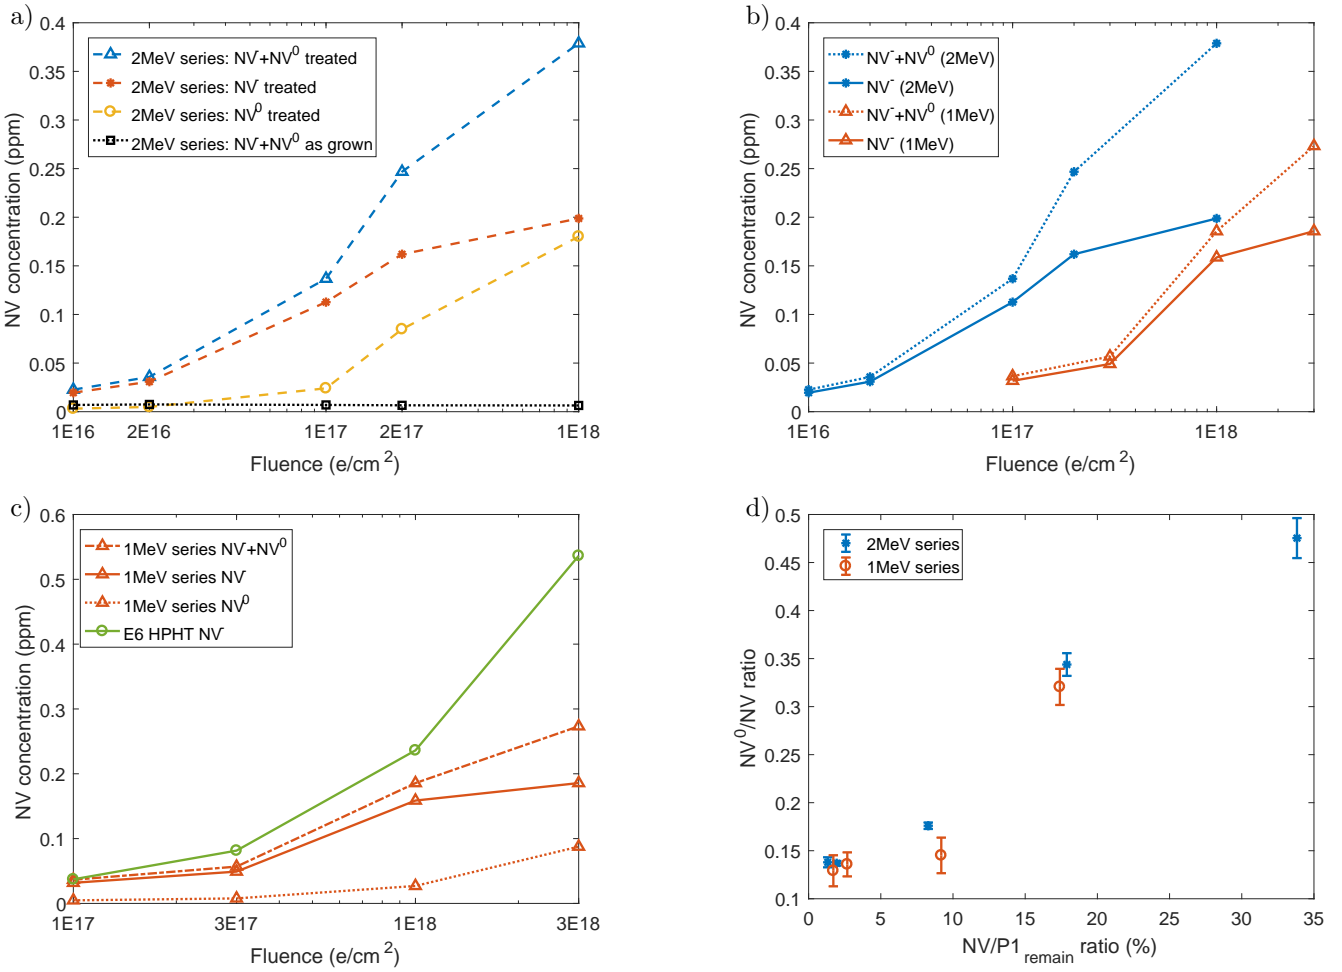 a)
NV concentration (ppm)
0.4
0.35
0.3
0.25
0.2
0.15
0.1
0.05
0
2MeV series: NV⁻+NV⁰ treated
2MeV series: NV⁻ treated
2MeV series: NV⁰ treated
2MeV series: NV⁻+NV⁰ as grown
1E16 2E16 1E17 2E17 1E18
Fluence (e/cm²)
b)
NV concentration (ppm)
0.4
0.35
0.3
0.25
0.2
0.15
0.1
0.05
0
NV⁻+NV⁰ (2MeV)
NV⁻ (2MeV)
NV⁻+NV⁰ (1MeV)
NV⁻ (1MeV)
1E16 1E17 1E18
Fluence (e/cm²)
c)
NV concentration (ppm)
0.6
0.5
0.4
0.3
0.2
0.1
0
1MeV series NV⁻+NV⁰
1MeV series NV⁻
1MeV series NV⁰
E6 HPHT NV⁻
1E17 3E17 1E18 3E18
Fluence (e/cm²)
d)
NV⁰/NV ratio
0.5
0.45
0.4
0.35
0.3
0.25
0.2
0.15
0.1
2MeV series
1MeV series
0 5 10 15 20 25 30 35
NV/P1remain ratio (%)